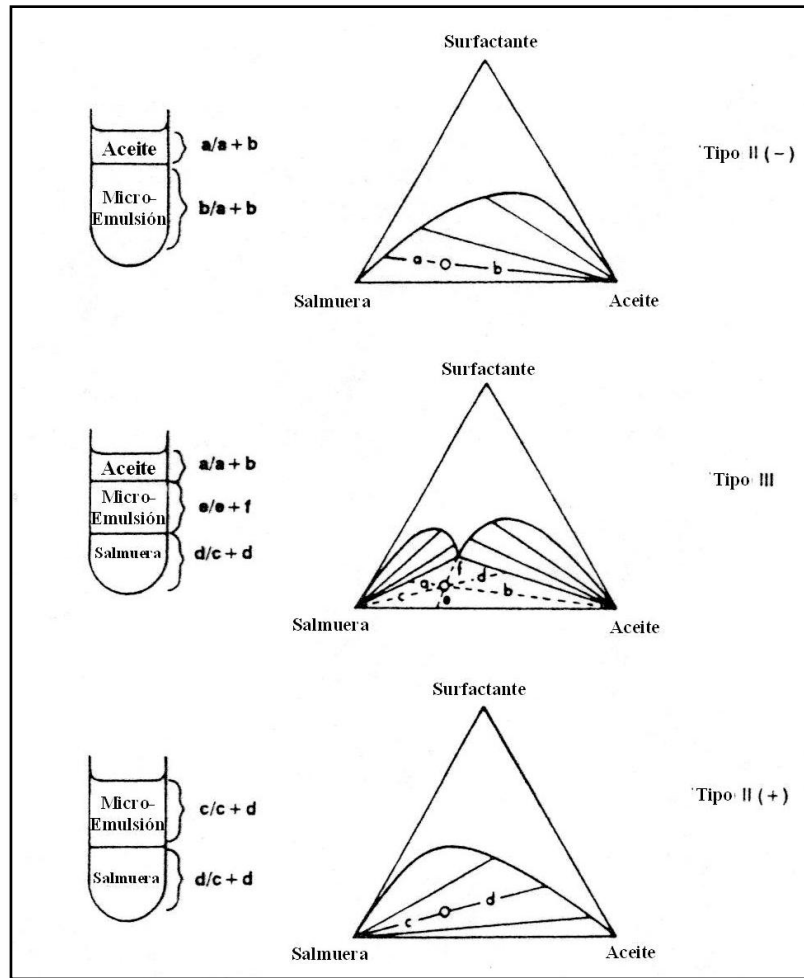 Surfactante
Aceite
a/a + b
Micro-
Emulsión
b/a + b
Tipo II (−)
a
b
Salmuera
Aceite
Surfactante
Aceite
a/a + b
Micro-
Emulsión
e/e + f
Salmuera
d/c + d
Tipo III
f
a
d
c
b
e
Salmuera
Aceite
Surfactante
Micro-
Emulsión
c/c + d
Salmuera
d/c + d
Tipo II (+)
d
c
Salmuera
Aceite